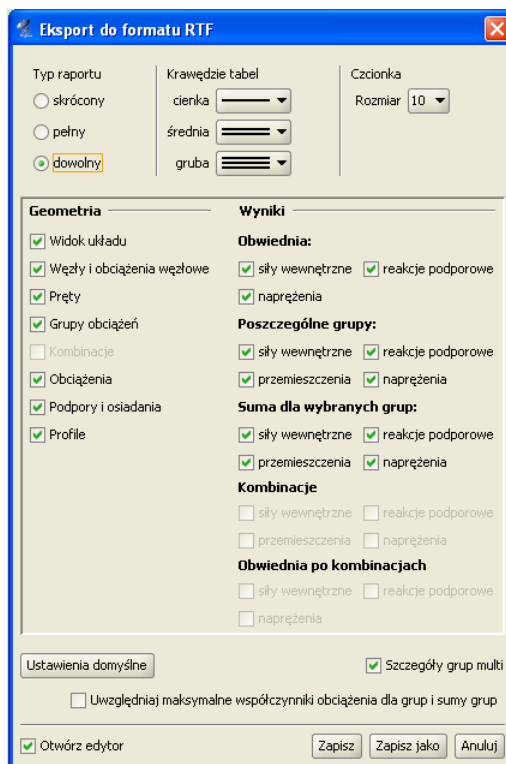 Eksport do formatu RTF
Typ raportu
Krawędzie tabel
Czcionka
skrócony
cienka
Rozmiar 10
pełny
średnia
dowolny
gruba
Geometria
Wyniki
Widok układu
Obwiednia:
Węzły i obciążenia węzłowe
siły wewnętrzne
reakcje podporowe
Pręty
naprężenia
Grupy obciążeń
Poszczególne grupy:
Kombinacje
siły wewnętrzne
reakcje podporowe
Obciążenia
przemieszczenia
naprężenia
Podpory i osiadania
Suma dla wybranych grup:
Profile
siły wewnętrzne
reakcje podporowe
przemieszczenia
naprężenia
Kombinacje
siły wewnętrzne
reakcje podporowe
przemieszczenia
naprężenia
Obwiednia po kombinacjach
siły wewnętrzne
reakcje podporowe
naprężenia
Ustawienia domyślne
Szczegóły grup multi
Uwzględniaj maksymalne współczynniki obciążenia dla grup i sumy grup
Otwórz edytor
Zapisz
Zapisz jako
Anuluj